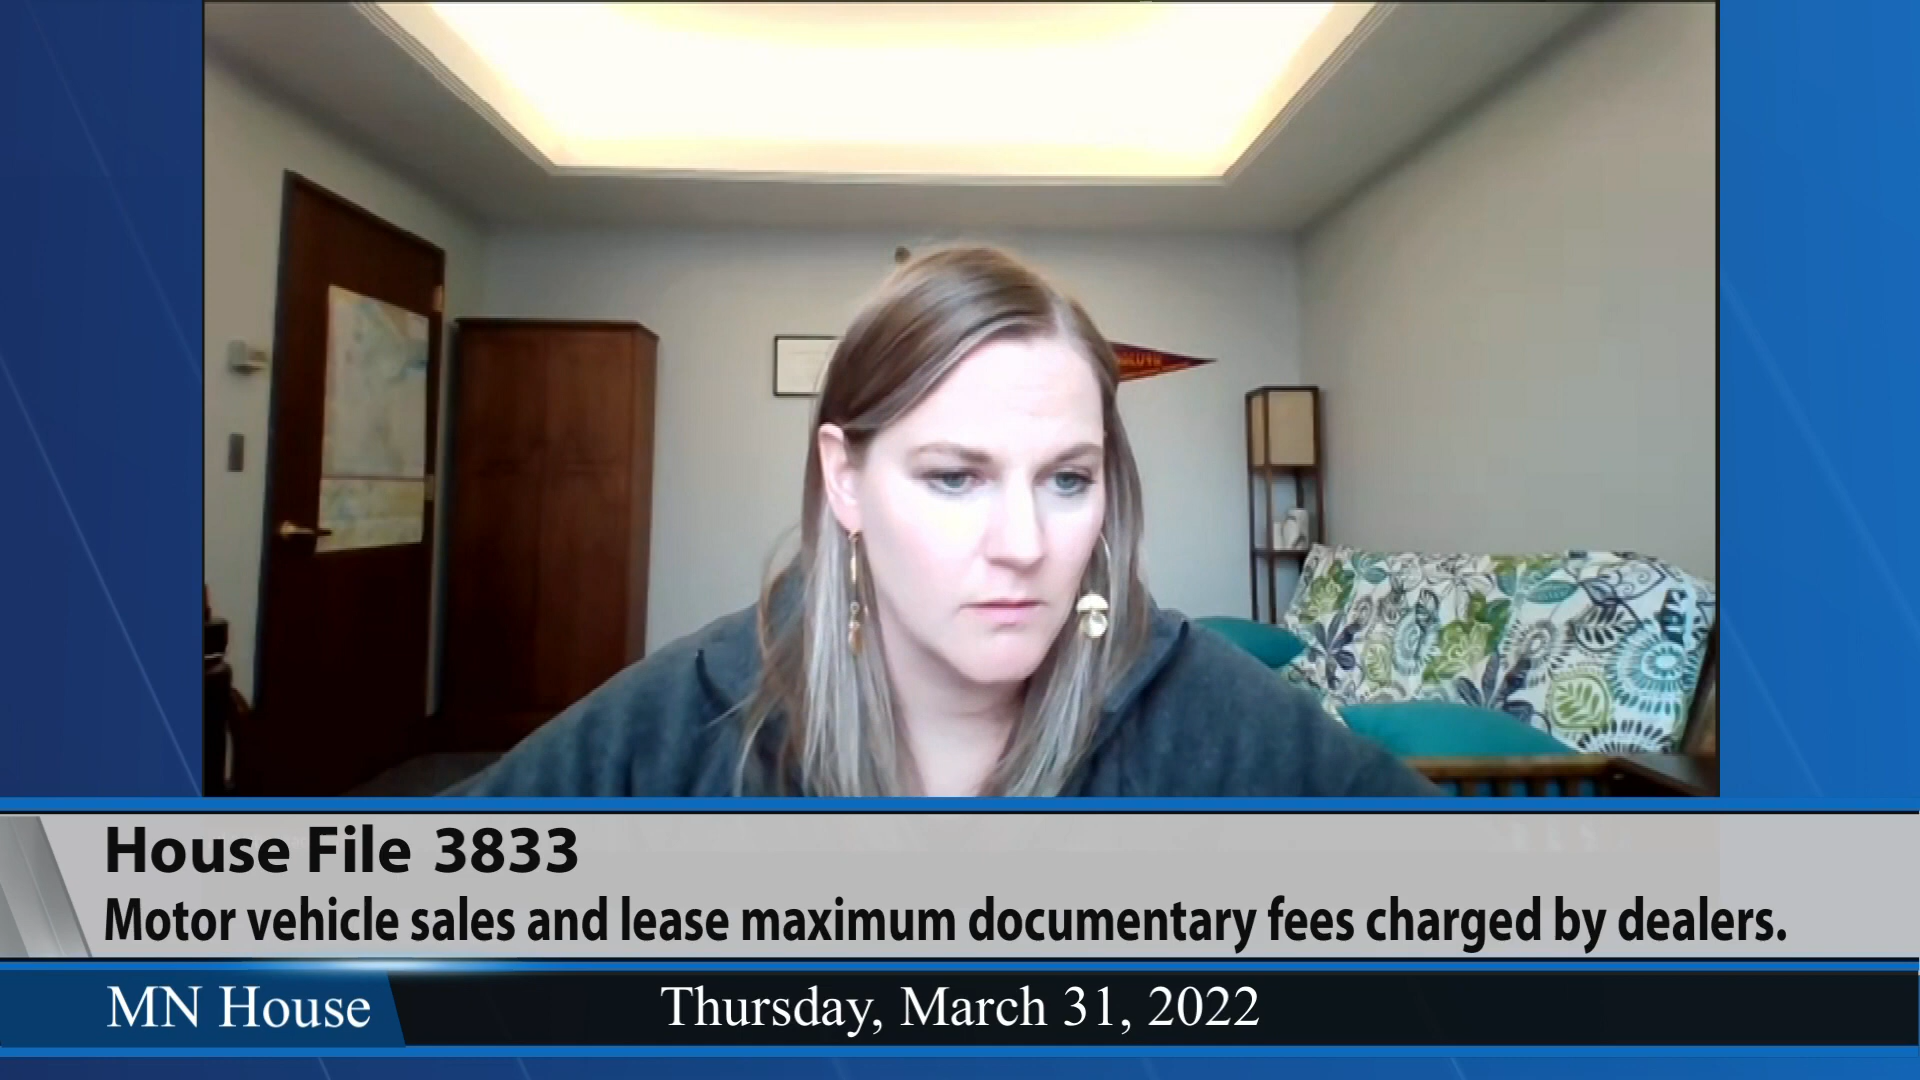 House File 3833
Motor vehicle sales and lease maximum documentary fees charged by dealers.
MN House
Thursday, March 31, 2022